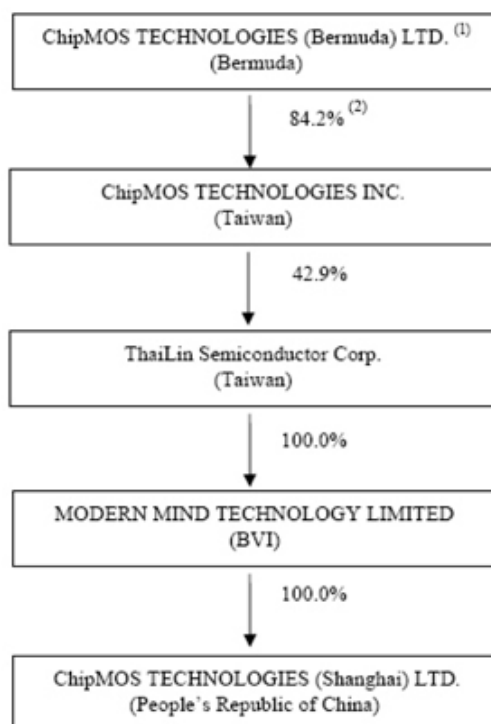 ChipMOS TECHNOLOGIES (Bermuda) LTD. (1)
(Bermuda)
84.2% (2)
ChipMOS TECHNOLOGIES INC.
(Taiwan)
42.9%
ThaiLin Semiconductor Corp.
(Taiwan)
100.0%
MODERN MIND TECHNOLOGY LIMITED
(BVI)
100.0%
ChipMOS TECHNOLOGIES (Shanghai) LTD.
(People’s Republic of China)